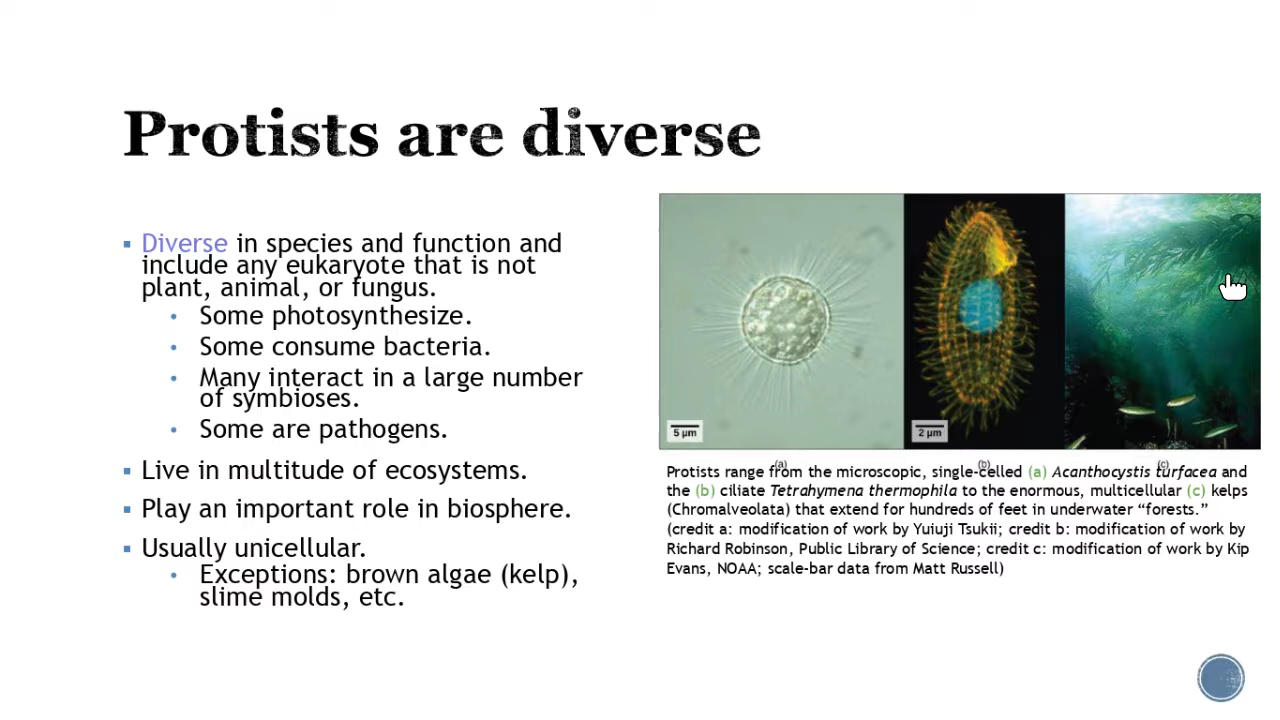 Protists are diverse
▪ Diverse in species and function and
include any eukaryote that is not
plant, animal, or fungus.
• Some photosynthesize.
• Some consume bacteria.
• Many interact in a large number
of symbioses.
• Some are pathogens.
▪ Live in multitude of ecosystems.
▪ Play an important role in biosphere.
▪ Usually unicellular.
• Exceptions: brown algae (kelp),
slime molds, etc.
5 µm
2 µm
(a) (b) (c)
Protists range from the microscopic, single-celled (a) Acanthocystis turfacea and
the (b) ciliate Tetrahymena thermophila to the enormous, multicellular (c) kelps
(Chromalveolata) that extend for hundreds of feet in underwater “forests.”
(credit a: modification of work by Yuiuji Tsukii; credit b: modification of work by
Richard Robinson, Public Library of Science; credit c: modification of work by Kip
Evans, NOAA; scale-bar data from Matt Russell)